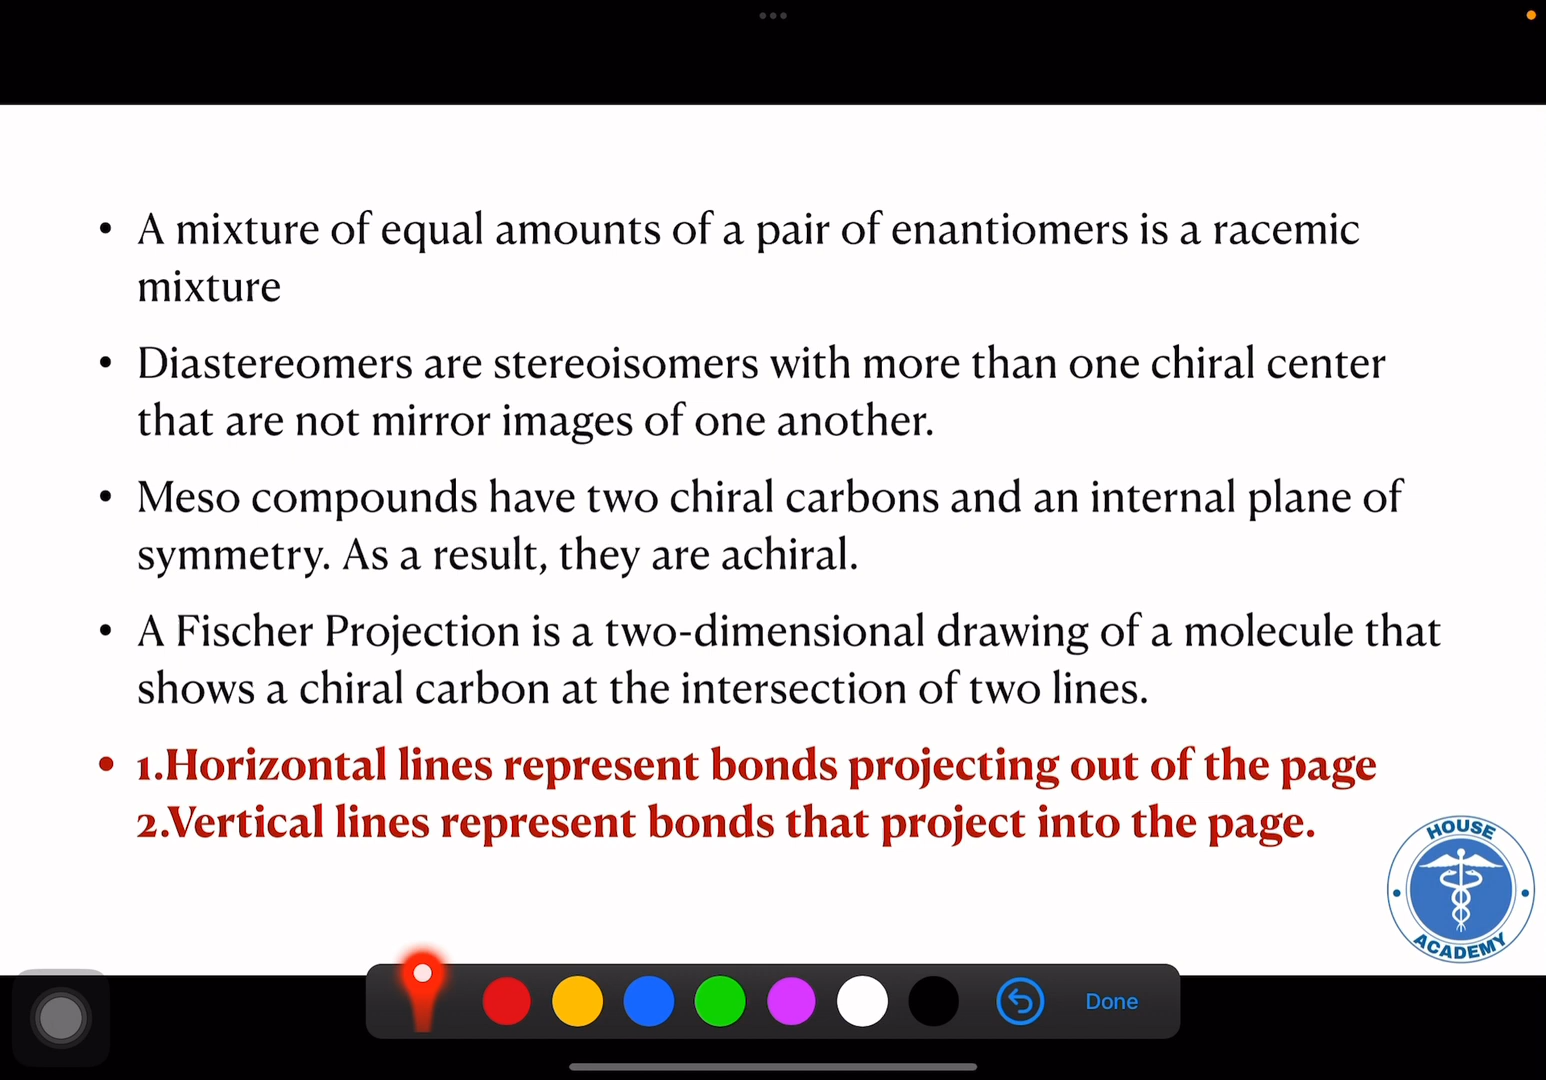 • A mixture of equal amounts of a pair of enantiomers is a racemic
mixture
• Diastereomers are stereoisomers with more than one chiral center
that are not mirror images of one another.
• Meso compounds have two chiral carbons and an internal plane of
symmetry. As a result, they are achiral.
• A Fischer Projection is a two-dimensional drawing of a molecule that
shows a chiral carbon at the intersection of two lines.
• 1.Horizontal lines represent bonds projecting out of the page
2.Vertical lines represent bonds that project into the page.
HOUSE
ACADEMY
Done